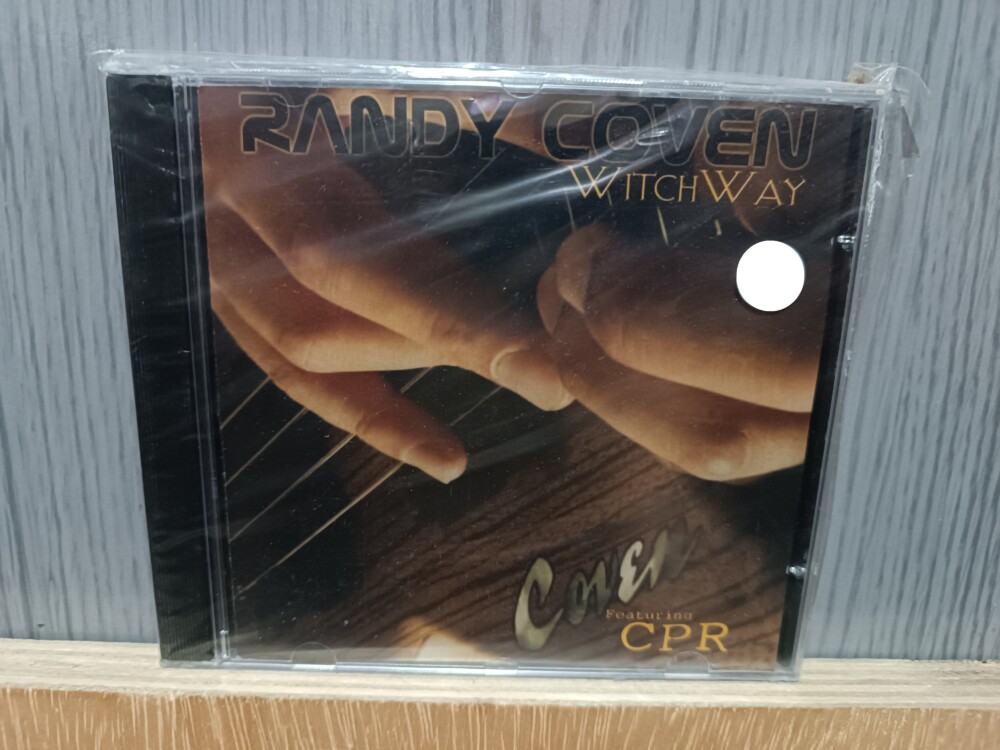 RANDY COVEN
WITCHWAY
Coven
Featuring
CPR